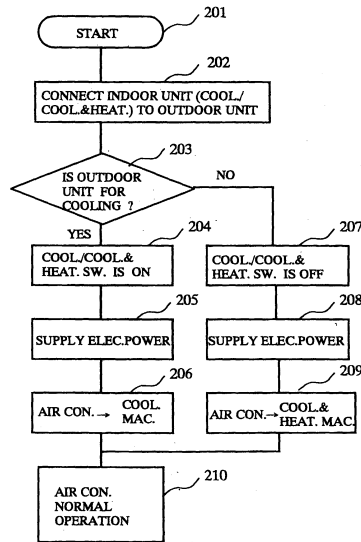 201
START
202
CONNECT INDOOR UNIT (COOL./
COOL.&HEAT.) TO OUTDOOR UNIT
203
IS OUTDOOR
UNIT FOR
COOLING ?
NO
YES
204
COOL./COOL.&
HEAT. SW. IS ON
207
COOL./COOL.&
HEAT. SW. IS OFF
205
SUPPLY ELEC.POWER
208
SUPPLY ELEC.POWER
206
AIR CON. → COOL.
MAC.
209
AIR CON. → COOL.&
HEAT. MAC.
210
AIR CON.
NORMAL
OPERATION